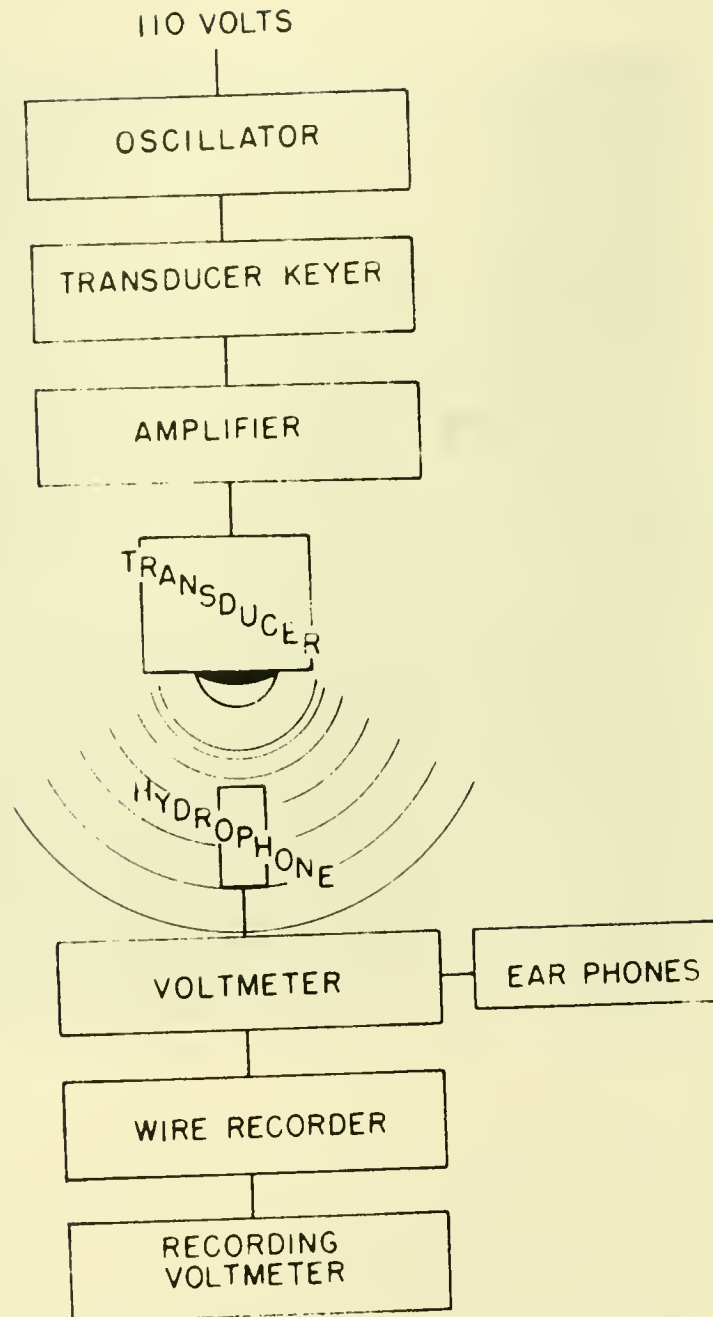 110 VOLTS
OSCILLATOR
TRANSDUCER KEYER
AMPLIFIER
TRANSDUCER
HYDROPHONE
VOLTMETER
EAR PHONES
WIRE RECORDER
RECORDING
VOLTMETER